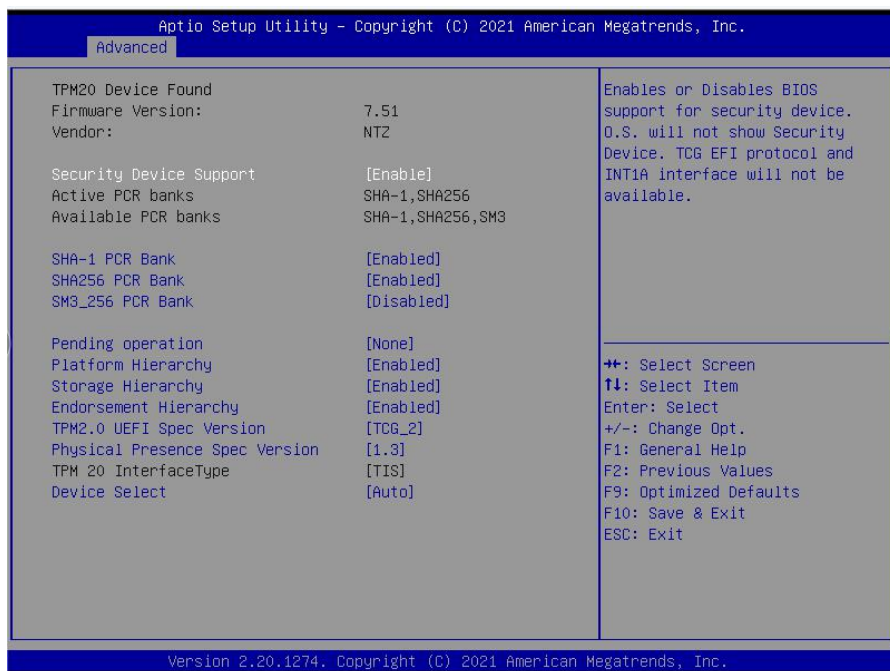 Aptio Setup Utility – Copyright (C) 2021 American Megatrends, Inc.
Advanced
TPM20 Device Found
Firmware Version: 7.51
Vendor: NTZ
Security Device Support [Enable]
Active PCR banks SHA-1,SHA256
Available PCR banks SHA-1,SHA256,SM3
SHA-1 PCR Bank [Enabled]
SHA256 PCR Bank [Enabled]
SM3_256 PCR Bank [Disabled]
Pending operation [None]
Platform Hierarchy [Enabled]
Storage Hierarchy [Enabled]
Endorsement Hierarchy [Enabled]
TPM2.0 UEFI Spec Version [TCG_2]
Physical Presence Spec Version [1.3]
TPM 20 InterfaceType [TIS]
Device Select [Auto]
Enables or Disables BIOS
support for security device.
O.S. will not show Security
Device. TCG EFI protocol and
INT1A interface will not be
available.
→←: Select Screen
↑↓: Select Item
Enter: Select
+/-: Change Opt.
F1: General Help
F2: Previous Values
F9: Optimized Defaults
F10: Save & Exit
ESC: Exit
Version 2.20.1274. Copyright (C) 2021 American Megatrends, Inc.